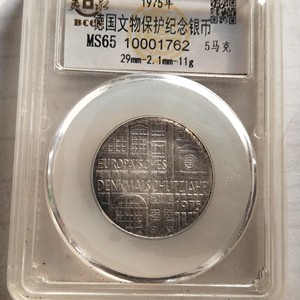 1975年
BCC
德国文物保护纪念银币
MS65 10001762 5马克
29mm-2.1mm-11g
EUROPÄISCHES
DENKMALSCHUTZJAHR
1975